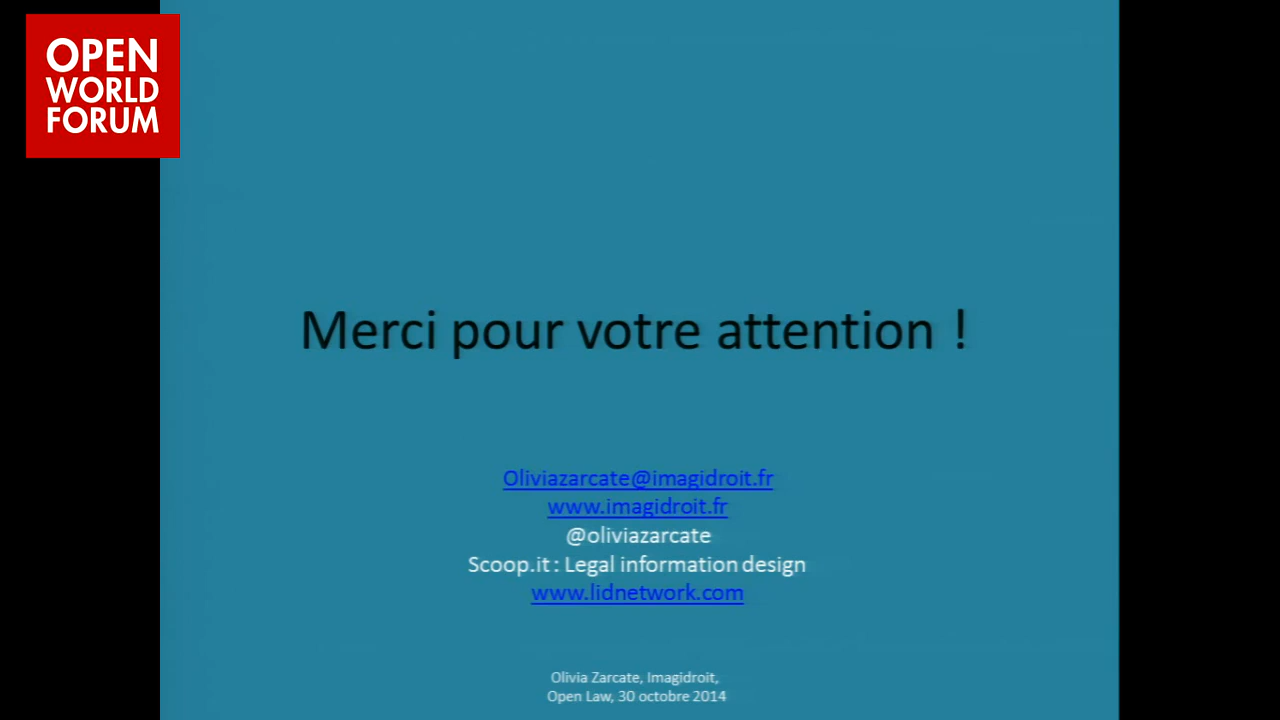 OPEN
WORLD
FORUM
Merci pour votre attention !
Oliviazarcate@imagidroit.fr
www.imagidroit.fr
@oliviazarcate
Scoop.it : Legal information design
www.lidnetwork.com
Olivia Zarcate, Imagidroit,
Open Law, 30 octobre 2014